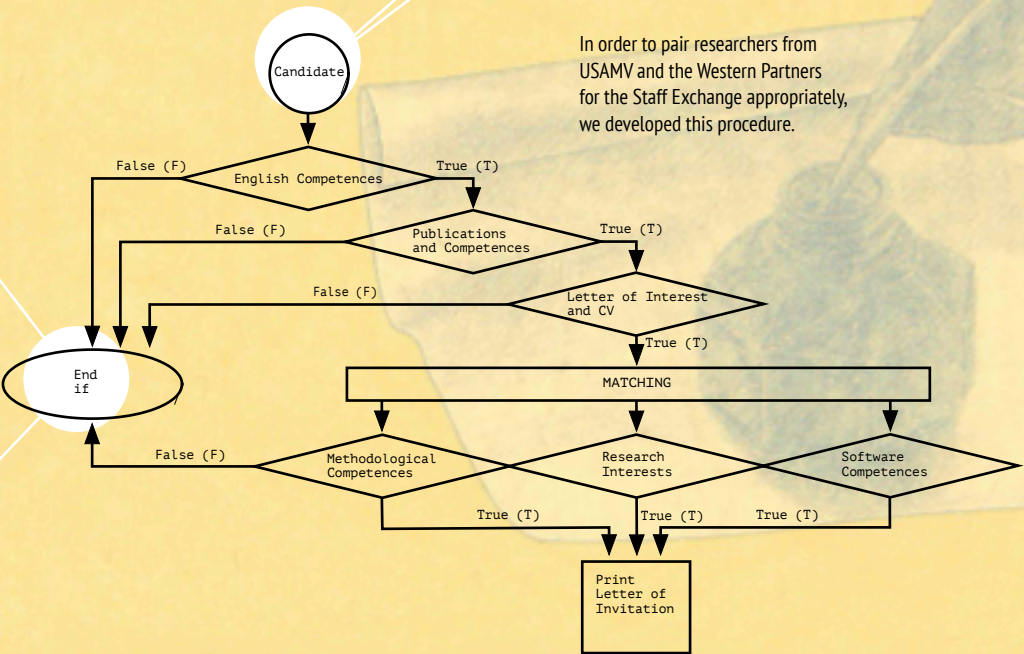 In order to pair researchers from
USAMV and the Western Partners
for the Staff Exchange appropriately,
we developed this procedure.
Candidate
False (F)
True (T)
English Competences
False (F)
True (T)
Publications
and Competences
False (F)
Letter of Interest
and CV
True (T)
End
if
MATCHING
False (F)
Methodological
Competences
Research
Interests
Software
Competences
True (T)
True (T)
True (T)
Print
Letter of
Invitation